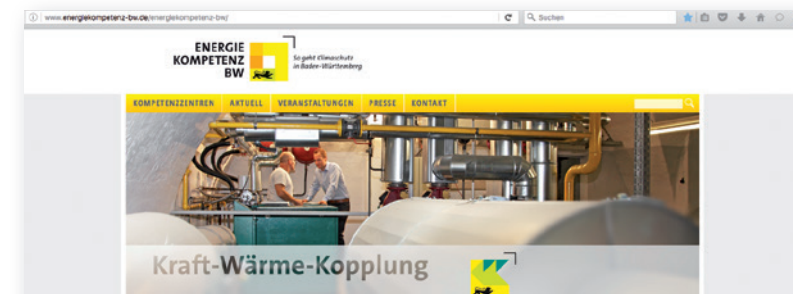 www.energiekompetenz-bw.de/energiekompetenz-bw/
Suchen
ENERGIE
KOMPETENZ
BW
So geht Climaschutz
in Baden-Württemberg
KOMPETENZZENTREN AKTUELL VERANSTALTUNGEN PRESSE KONTAKT
Kraft-Wärme-Kopplung